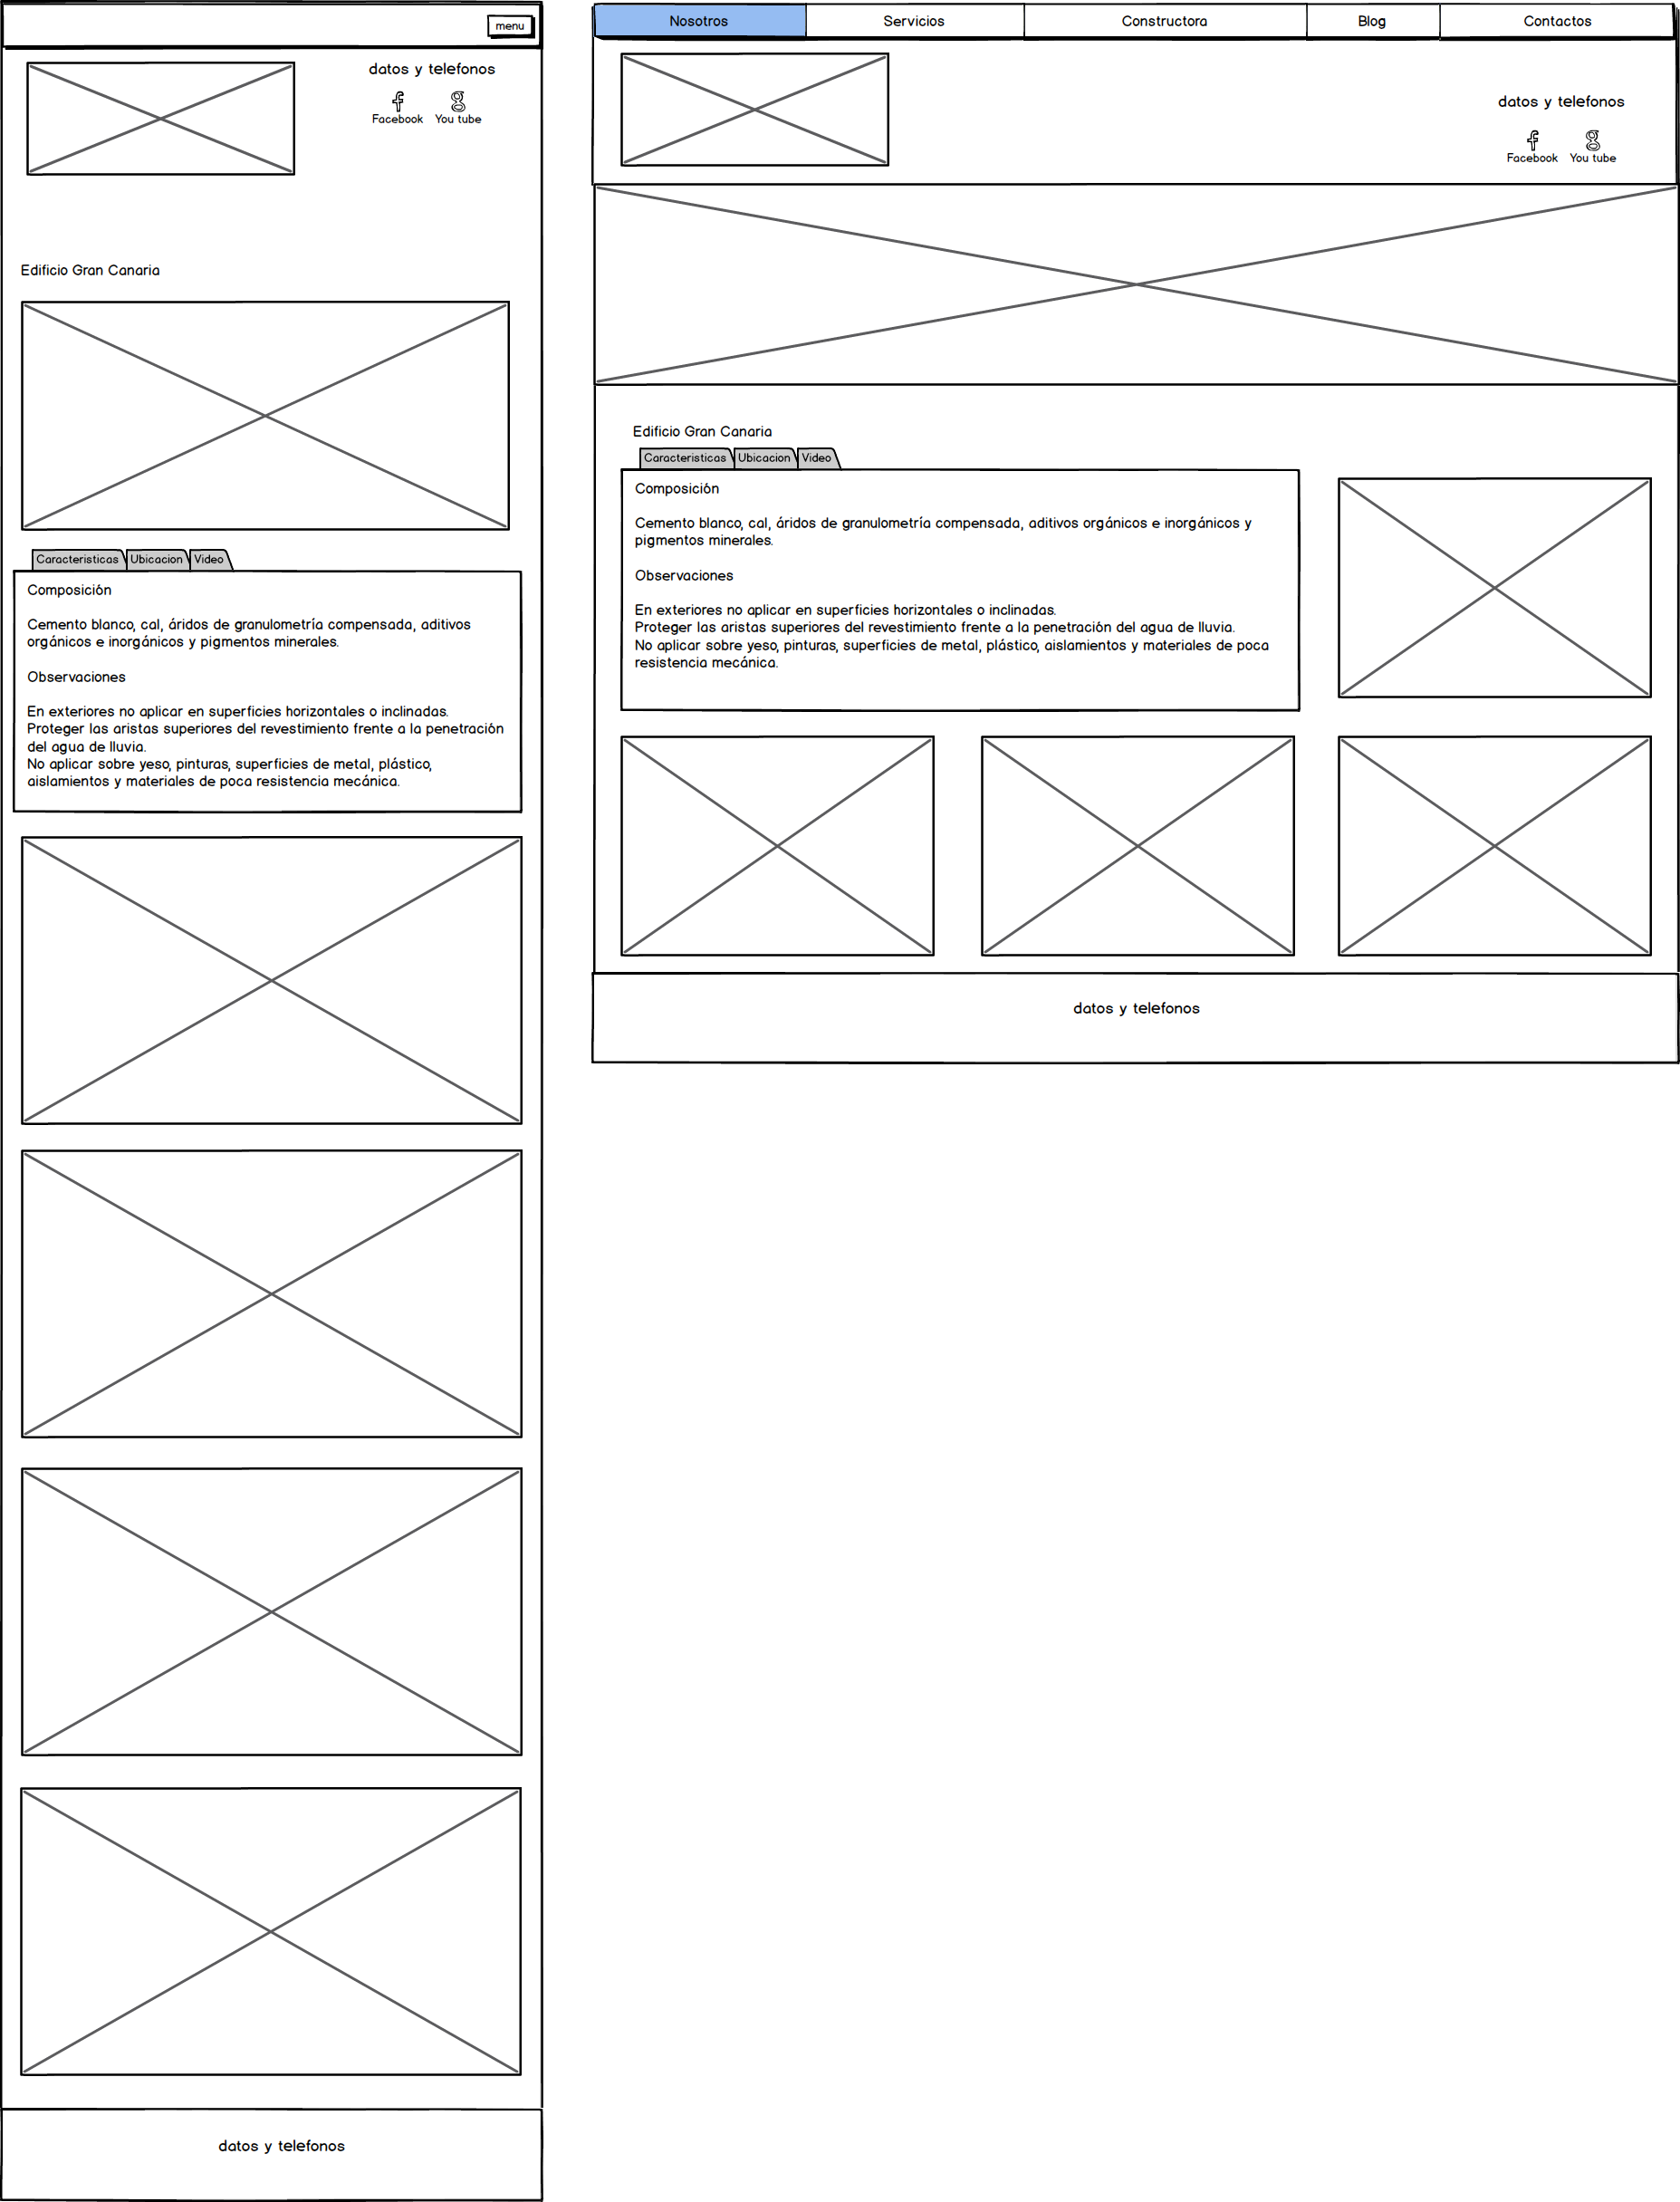 menu
datos y telefonos
Facebook You tube
Edificio Gran Canaria
Caracteristicas Ubicacion Video
Composición
Cemento blanco, cal, áridos de granulometría compensada, aditivos
orgánicos e inorgánicos y pigmentos minerales.
Observaciones
En exteriores no aplicar en superficies horizontales o inclinadas.
Proteger las aristas superiores del revestimiento frente a la penetración
del agua de lluvia.
No aplicar sobre yeso, pinturas, superficies de metal, plástico,
aislamientos y materiales de poca resistencia mecánica.
datos y telefonos
Nosotros Servicios Constructora Blog Contactos
datos y telefonos
Facebook You tube
Edificio Gran Canaria
Caracteristicas Ubicacion Video
Composición
Cemento blanco, cal, áridos de granulometría compensada, aditivos orgánicos e inorgánicos y
pigmentos minerales.
Observaciones
En exteriores no aplicar en superficies horizontales o inclinadas.
Proteger las aristas superiores del revestimiento frente a la penetración del agua de lluvia.
No aplicar sobre yeso, pinturas, superficies de metal, plástico, aislamientos y materiales de poca
resistencia mecánica.
datos y telefonos